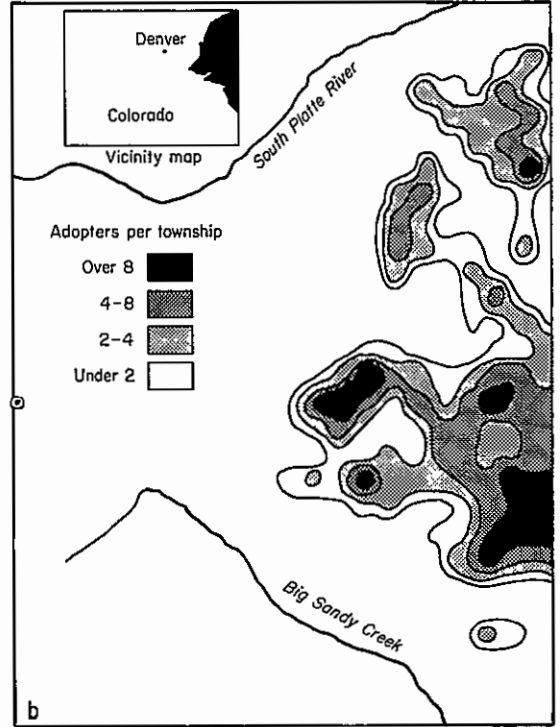 Denver
Colorado
Vicinity map
South Platte River
Adopters per township
Over 8
4-8
2-4
Under 2
Big Sandy Creek
b